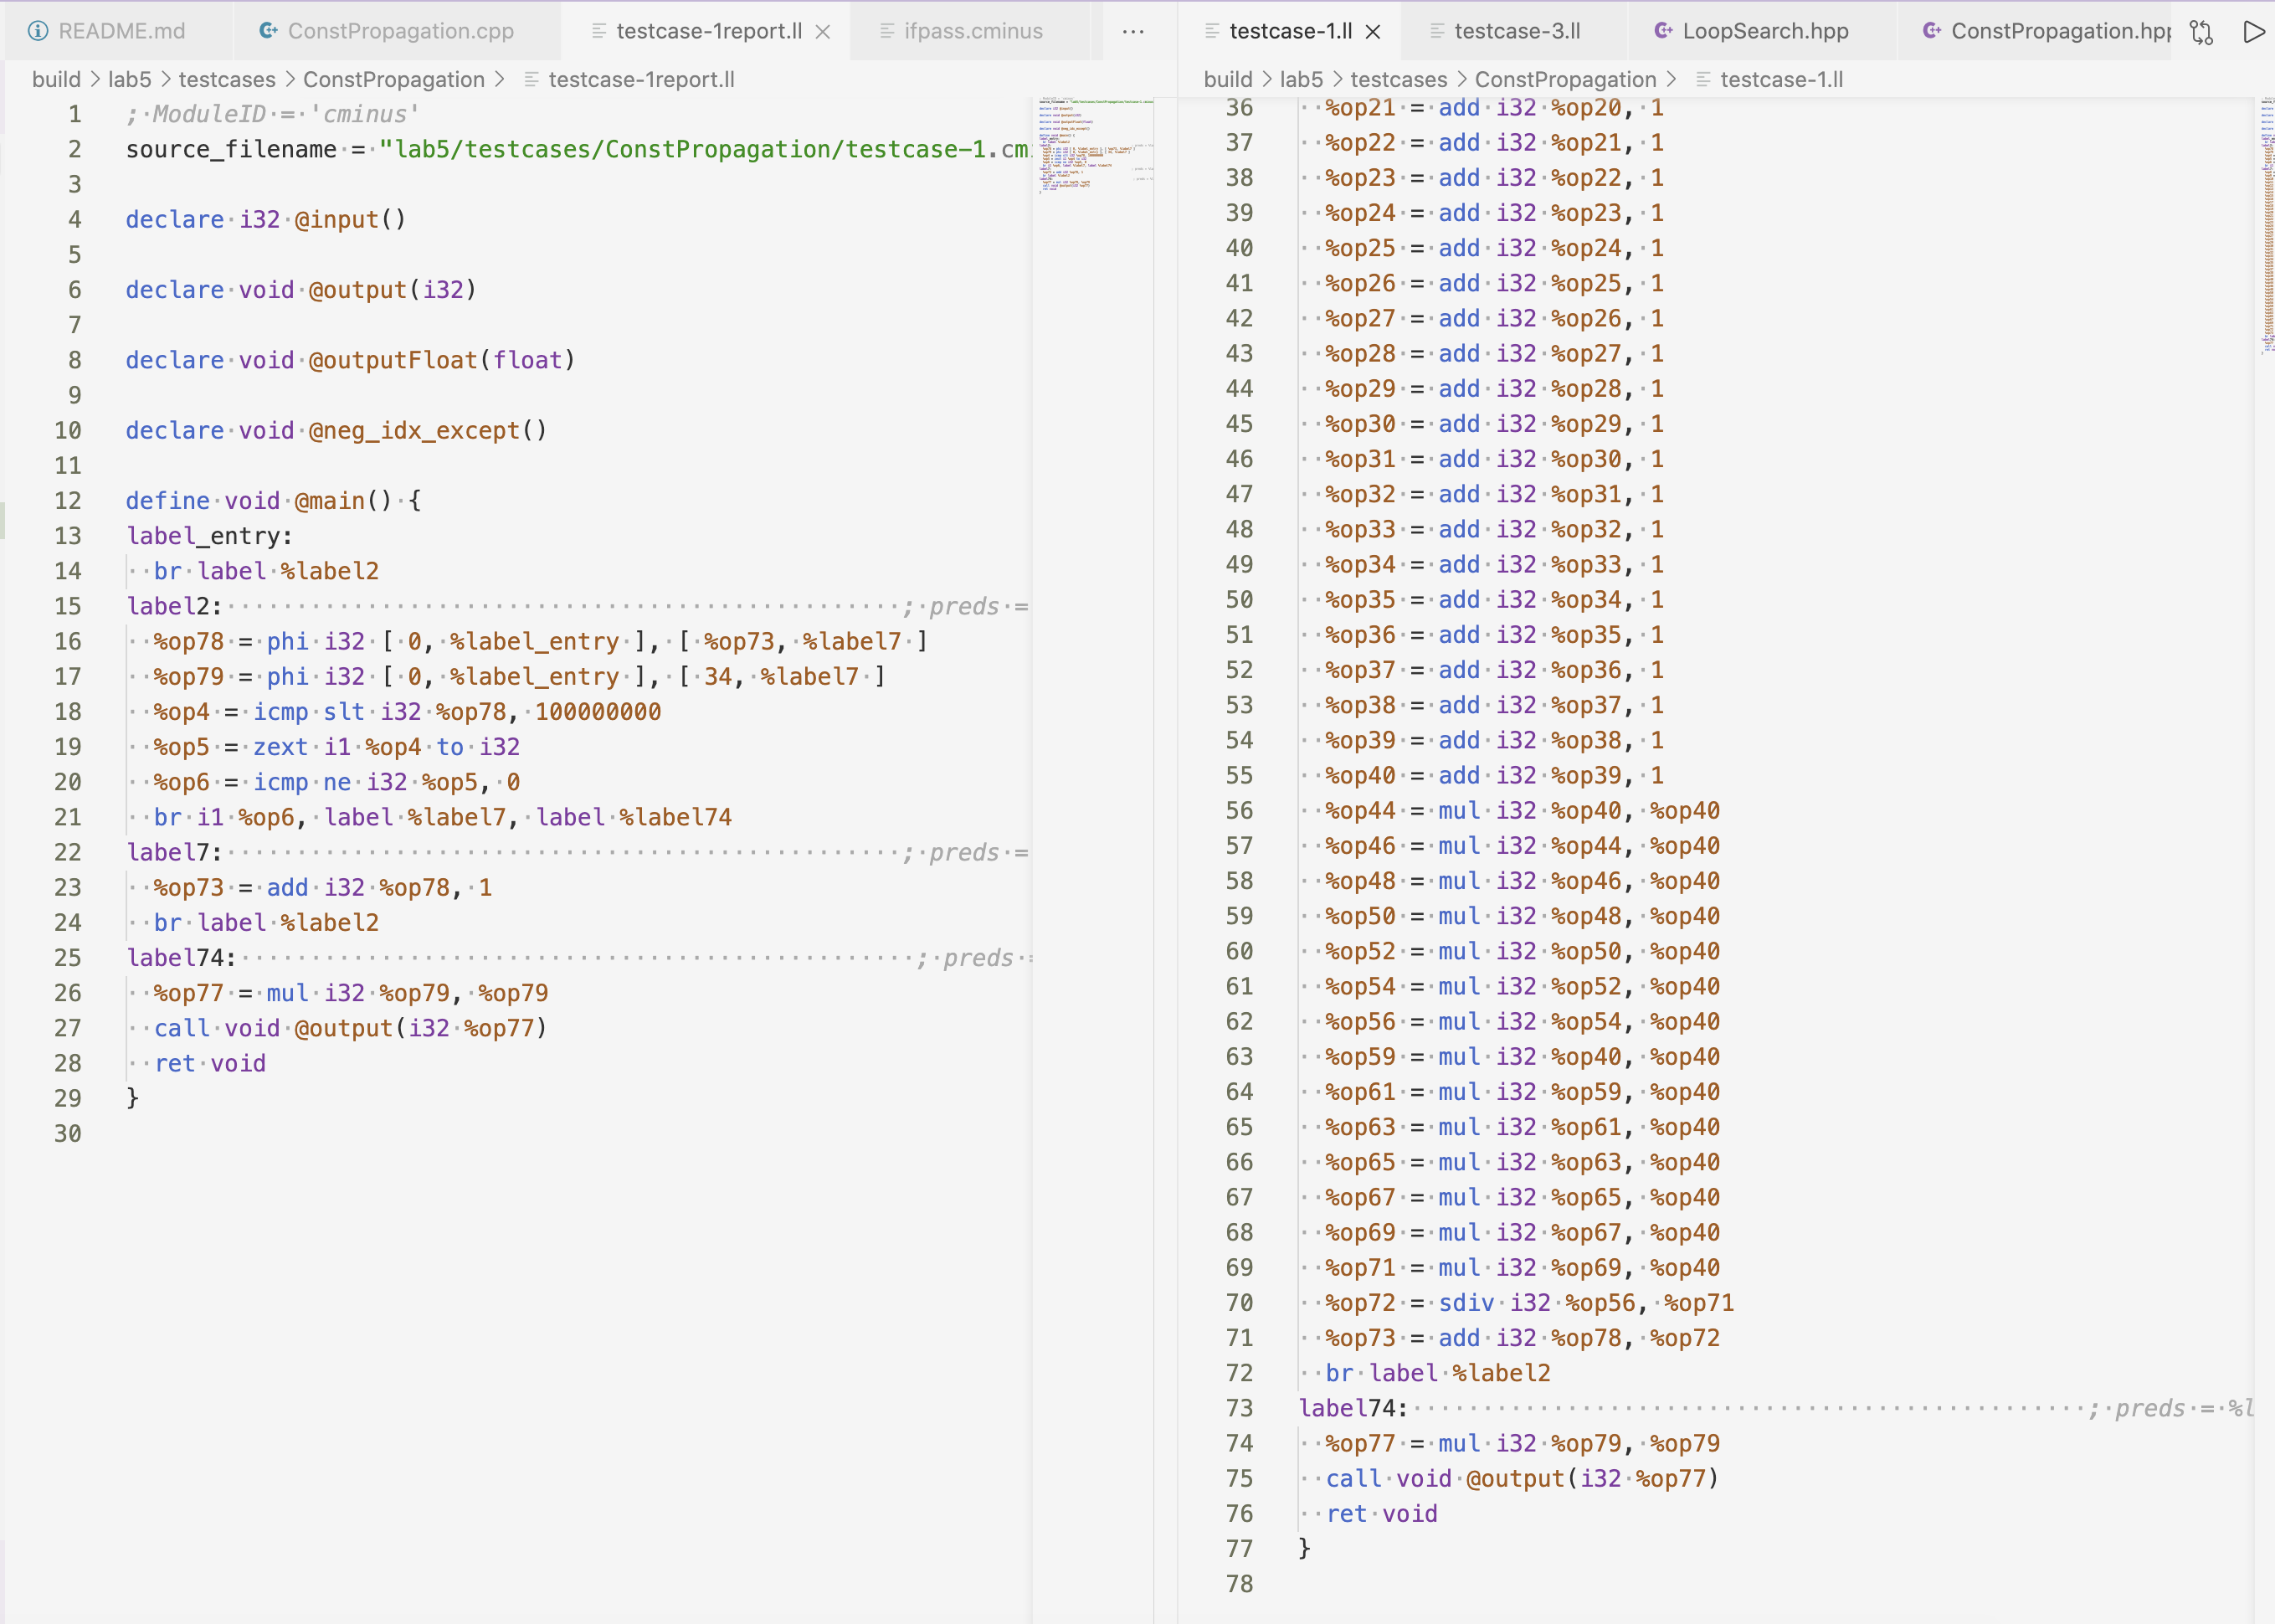 README.md
ConstPropagation.cpp
testcase-1report.ll
ifpass.cminus
...
build > lab5 > testcases > ConstPropagation > testcase-1report.ll
1 ; ModuleID = 'cminus'
2 source_filename = "lab5/testcases/ConstPropagation/testcase-1.cm
3
4 declare i32 @input()
5
6 declare void @output(i32)
7
8 declare void @outputFloat(float)
9
10 declare void @neg_idx_except()
11
12 define void @main() {
13 label_entry:
14 br label %label2
15 label2: ; preds =
16 %op78 = phi i32 [ 0, %label_entry ], [ %op73, %label7 ]
17 %op79 = phi i32 [ 0, %label_entry ], [ 34, %label7 ]
18 %op4 = icmp slt i32 %op78, 100000000
19 %op5 = zext i1 %op4 to i32
20 %op6 = icmp ne i32 %op5, 0
21 br i1 %op6, label %label7, label %label74
22 label7: ; preds =
23 %op73 = add i32 %op78, 1
24 br label %label2
25 label74: ; preds =
26 %op77 = mul i32 %op79, %op79
27 call void @output(i32 %op77)
28 ret void
29 }
30
testcase-1.ll
testcase-3.ll
LoopSearch.hpp
ConstPropagation.hpp
build > lab5 > testcases > ConstPropagation > testcase-1.ll
36 %op21 = add i32 %op20, 1
37 %op22 = add i32 %op21, 1
38 %op23 = add i32 %op22, 1
39 %op24 = add i32 %op23, 1
40 %op25 = add i32 %op24, 1
41 %op26 = add i32 %op25, 1
42 %op27 = add i32 %op26, 1
43 %op28 = add i32 %op27, 1
44 %op29 = add i32 %op28, 1
45 %op30 = add i32 %op29, 1
46 %op31 = add i32 %op30, 1
47 %op32 = add i32 %op31, 1
48 %op33 = add i32 %op32, 1
49 %op34 = add i32 %op33, 1
50 %op35 = add i32 %op34, 1
51 %op36 = add i32 %op35, 1
52 %op37 = add i32 %op36, 1
53 %op38 = add i32 %op37, 1
54 %op39 = add i32 %op38, 1
55 %op40 = add i32 %op39, 1
56 %op44 = mul i32 %op40, %op40
57 %op46 = mul i32 %op44, %op40
58 %op48 = mul i32 %op46, %op40
59 %op50 = mul i32 %op48, %op40
60 %op52 = mul i32 %op50, %op40
61 %op54 = mul i32 %op52, %op40
62 %op56 = mul i32 %op54, %op40
63 %op59 = mul i32 %op40, %op40
64 %op61 = mul i32 %op59, %op40
65 %op63 = mul i32 %op61, %op40
66 %op65 = mul i32 %op63, %op40
67 %op67 = mul i32 %op65, %op40
68 %op69 = mul i32 %op67, %op40
69 %op71 = mul i32 %op69, %op40
70 %op72 = sdiv i32 %op56, %op71
71 %op73 = add i32 %op78, %op72
72 br label %label2
73 label74: ; preds = %l
74 %op77 = mul i32 %op79, %op79
75 call void @output(i32 %op77)
76 ret void
77 }
78